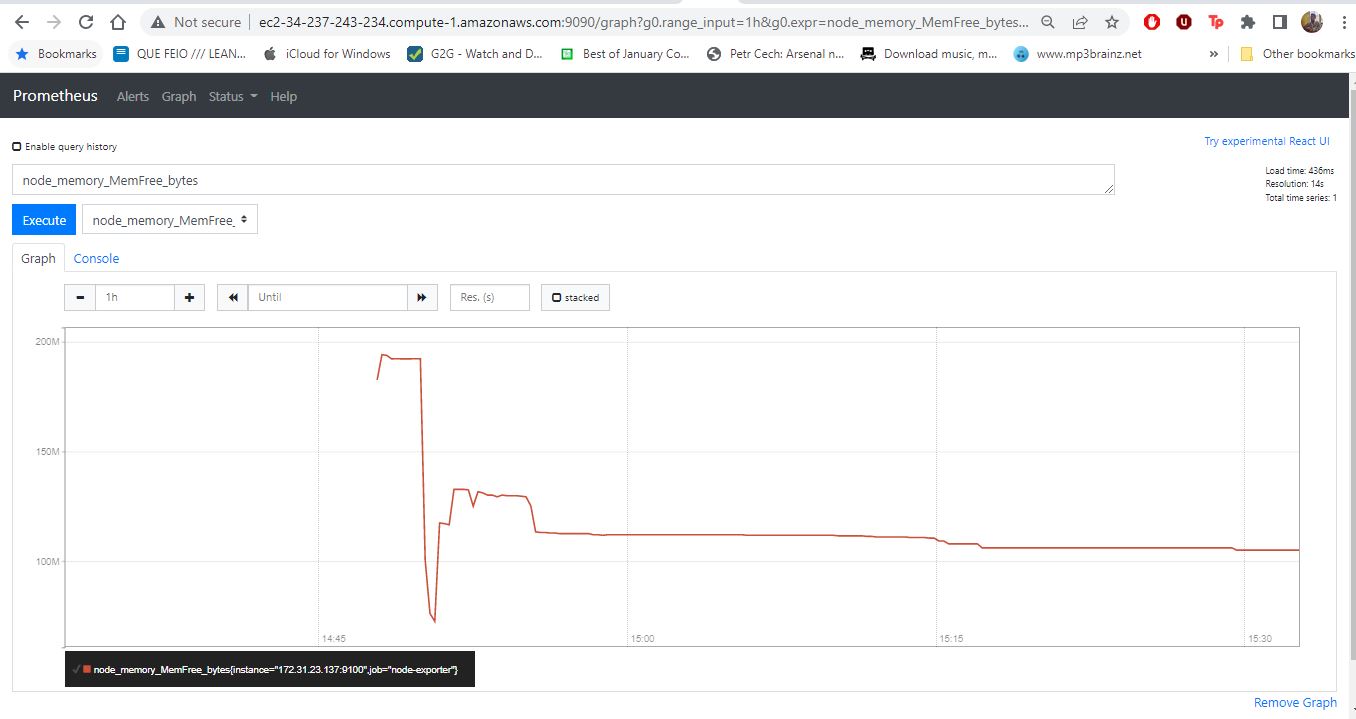 Not secure ec2-34-237-243-234.compute-1.amazonaws.com:9090/graph?g0.range_input=1h&g0.expr=node_memory_MemFree_bytes...
Bookmarks QUE FEIO /// LEAN... iCloud for Windows G2G - Watch and D... Best of January Co... Petr Cech: Arsenal n... Download music, m... www.mp3brainz.net » Other bookmarks
Prometheus Alerts Graph Status Help
Enable query history
Try experimental React UI
node_memory_MemFree_bytes
Load time: 436ms
Resolution: 14s
Total time series: 1
Execute node_memory_MemFree_
Graph Console
1h Until Res. (s) stacked
200M
150M
100M
14:45 15:00 15:15 15:30
node_memory_MemFree_bytes{instance="172.31.23.137:9100",job="node-exporter"}
Remove Graph